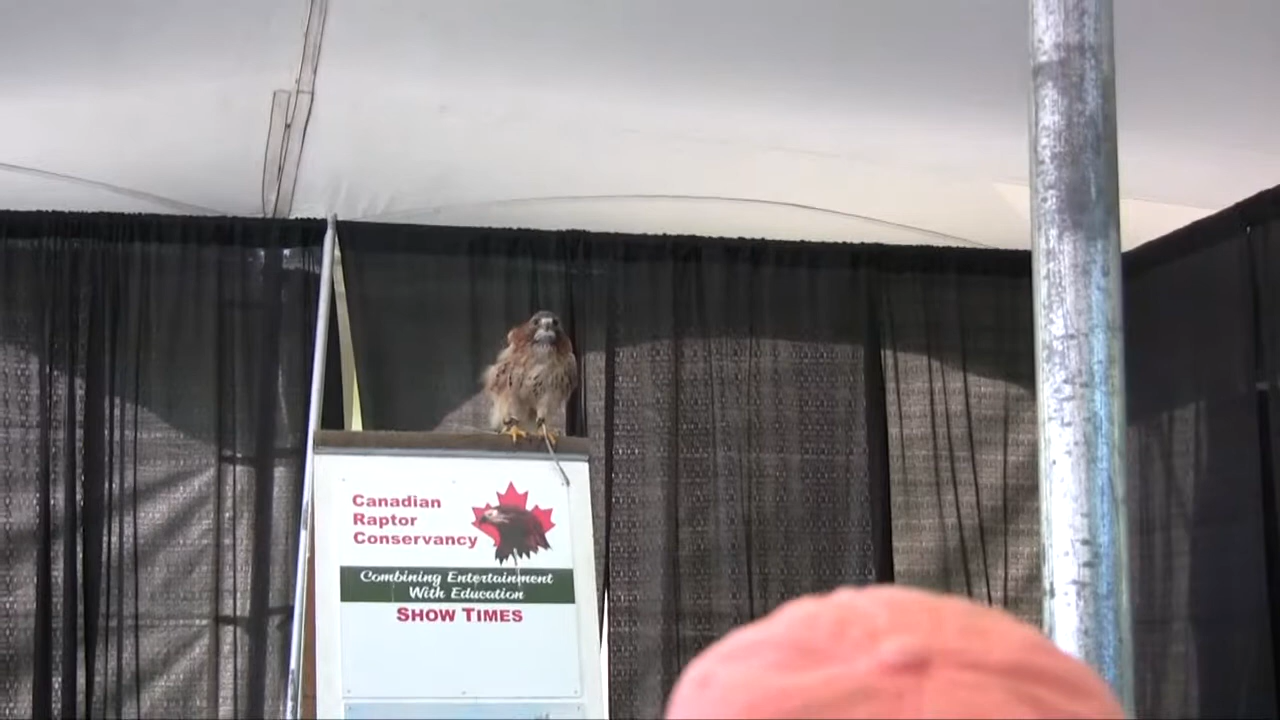 Canadian
Raptor
Conservancy
Combining Entertainment
With Education
SHOW TIMES